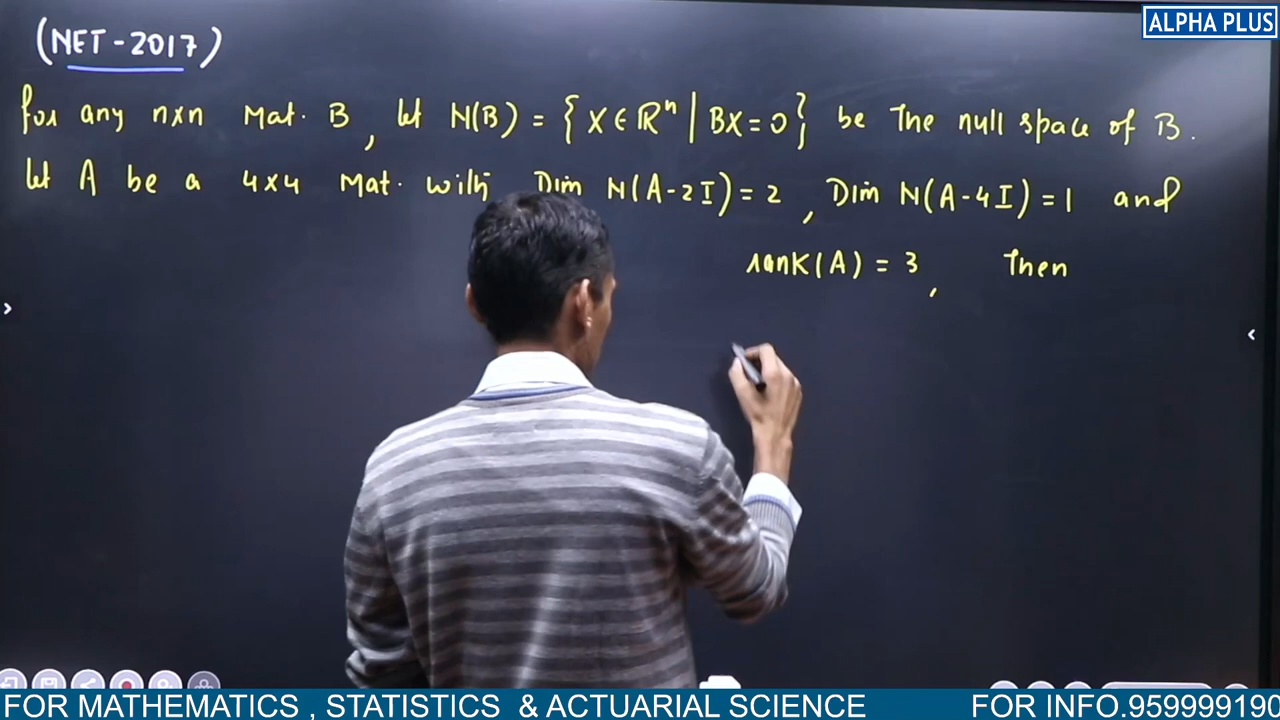 ALPHA PLUS
(NET-2017)
for any n×n Mat. B, let N(B) = {X ∈ ℝⁿ | BX = 0} be The null space of B.
let A be a 4×4 Mat. with Dim N(A-2I) = 2, Dim N(A-4I) = 1 and
rank(A) = 3, Then
FOR MATHEMATICS , STATISTICS & ACTUARIAL SCIENCE FOR INFO.959999190